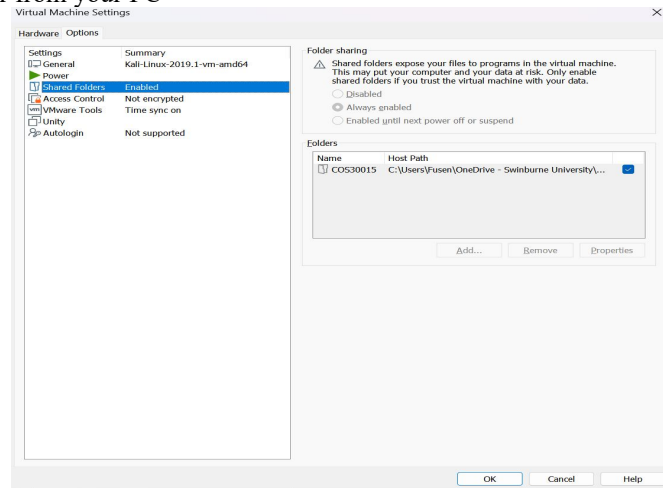 from your PC
Virtual Machine Settings
Hardware Options
Settings Summary
General Kali-Linux-2019.1-vm-amd64
Power
Shared Folders Enabled
Access Control Not encrypted
VMware Tools Time sync on
Unity
Autologin Not supported
Folder sharing
Shared folders expose your files to programs in the virtual machine.
This may put your computer and your data at risk. Only enable
shared folders if you trust the virtual machine with your data.
Disabled
Always enabled
Enabled until next power off or suspend
Folders
Name Host Path
COS30015 C:\Users\Fusen\OneDrive - Swinburne University\...
Add... Remove Properties
OK Cancel Help